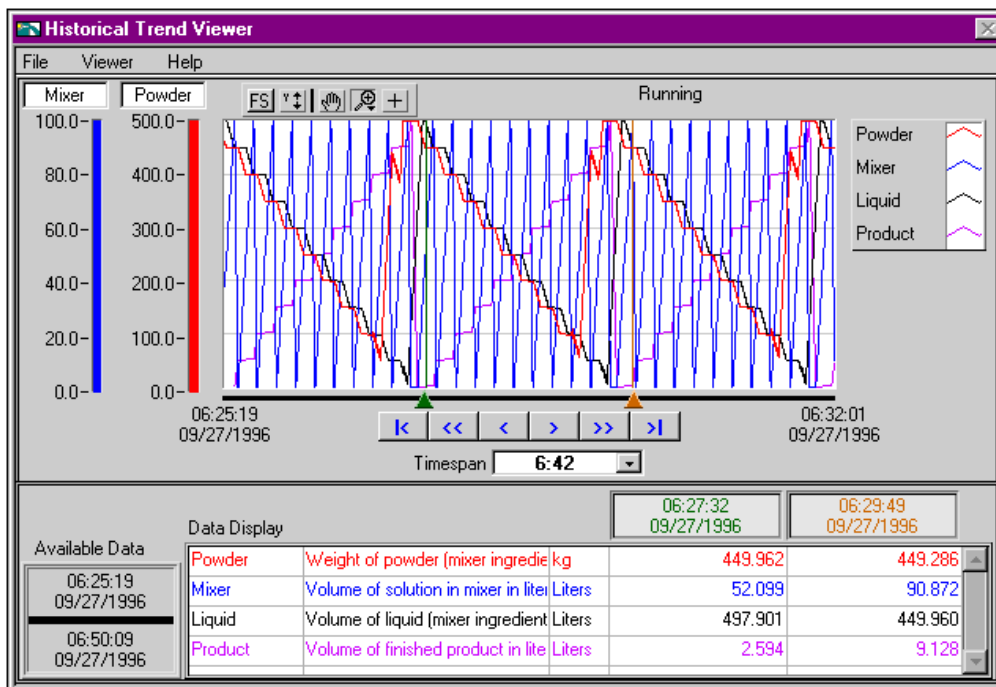 Historical Trend Viewer
File Viewer Help
Mixer Powder FS Y Running
100.0 500.0
80.0 400.0
60.0 300.0
40.0 200.0
20.0 100.0
0.0 0.0
Powder
Mixer
Liquid
Product
06:25:19
09/27/1996
06:32:01
09/27/1996
|< << < > >> >|
Timespan 6:42
Available Data
06:25:19
09/27/1996
06:50:09
09/27/1996
Data Display
06:27:32
09/27/1996
06:29:49
09/27/1996
Powder Weight of powder (mixer ingredie kg 449.962 449.286
Mixer Volume of solution in mixer in liter Liters 52.099 90.872
Liquid Volume of liquid (mixer ingredient Liters 497.901 449.960
Product Volume of finished product in lite Liters 2.594 9.128